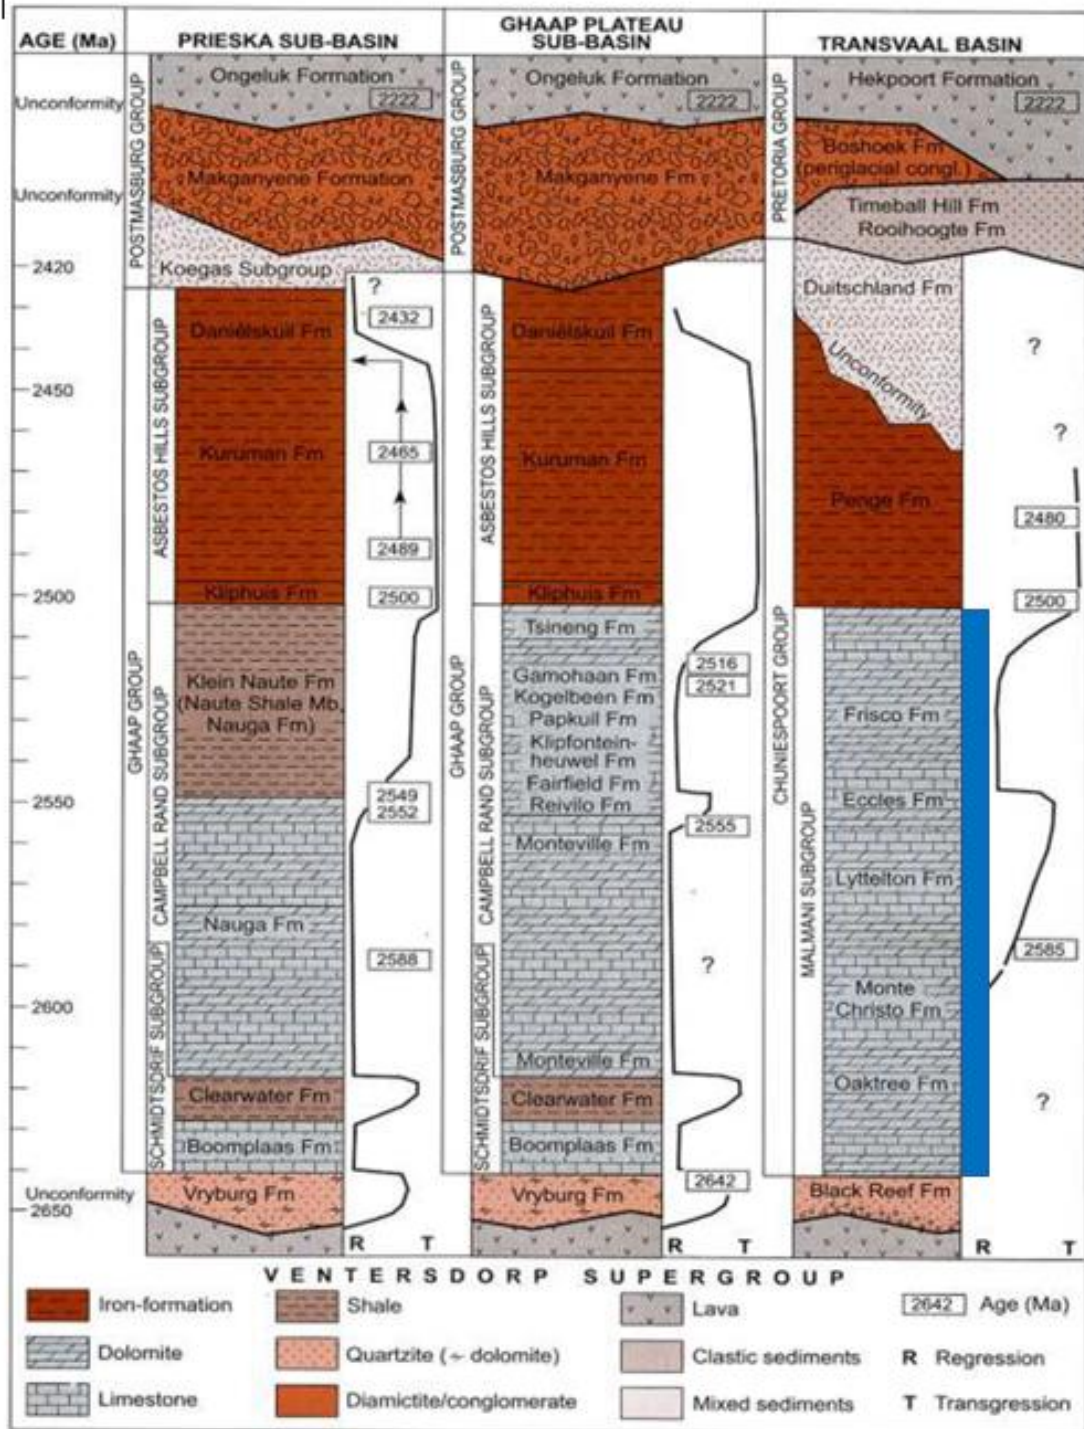 AGE (Ma)
PRIESKA SUB-BASIN
GHAAP PLATEAU
SUB-BASIN
TRANSVAAL BASIN
Unconformity
Unconformity
2420
2450
2500
2550
2600
Unconformity
2650
POSTMASBURG GROUP
GHAAP GROUP
ASBESTOS HILLS SUBGROUP
CAMPBELL RAND SUBGROUP
SCHMIDTSDRIF SUBGROUP
Ongeluk Formation
2222
Makganyene Formation
Koegas Subgroup
?
Daniëlskuil Fm
2432
Kuruman Fm
2465
2489
Kliphuis Fm
2500
Klein Naute Fm
(Naute Shale Mb,
Nauga Fm)
2549
2552
Nauga Fm
2588
Clearwater Fm
Boomplaas Fm
Vryburg Fm
R T
POSTMASBURG GROUP
GHAAP GROUP
ASBESTOS HILLS SUBGROUP
CAMPBELL RAND SUBGROUP
SCHMIDTSDRIF SUBGROUP
Ongeluk Formation
2222
Makganyene Fm
Daniëlskuil Fm
Kuruman Fm
Kliphuis Fm
Tsineng Fm
2516
Gamohaan Fm
2521
Kogelbeen Fm
Papkuil Fm
Klipfontein-
heuwel Fm
Fairfield Fm
Reivilo Fm
2555
Monteville Fm
?
Monteville Fm
Clearwater Fm
Boomplaas Fm
2642
Vryburg Fm
R T
PRETORIA GROUP
CHUNIESPOORT GROUP
MALMANI SUBGROUP
Hekpoort Formation
2222
Boshoek Fm
(periglacial congl.)
Timeball Hill Fm
Rooihoogte Fm
Duitschland Fm
?
Unconformity
?
Penge Fm
2480
2500
Frisco Fm
Eccles Fm
Lyttelton Fm
2585
Monte
Christo Fm
Oaktree Fm
?
Black Reef Fm
R T
VENTERSDORP SUPERGROUP
Iron-formation
Shale
Lava
2642 Age (Ma)
Dolomite
Quartzite (~ dolomite)
Clastic sediments
R Regression
Limestone
Diamictite/conglomerate
Mixed sediments
T Transgression